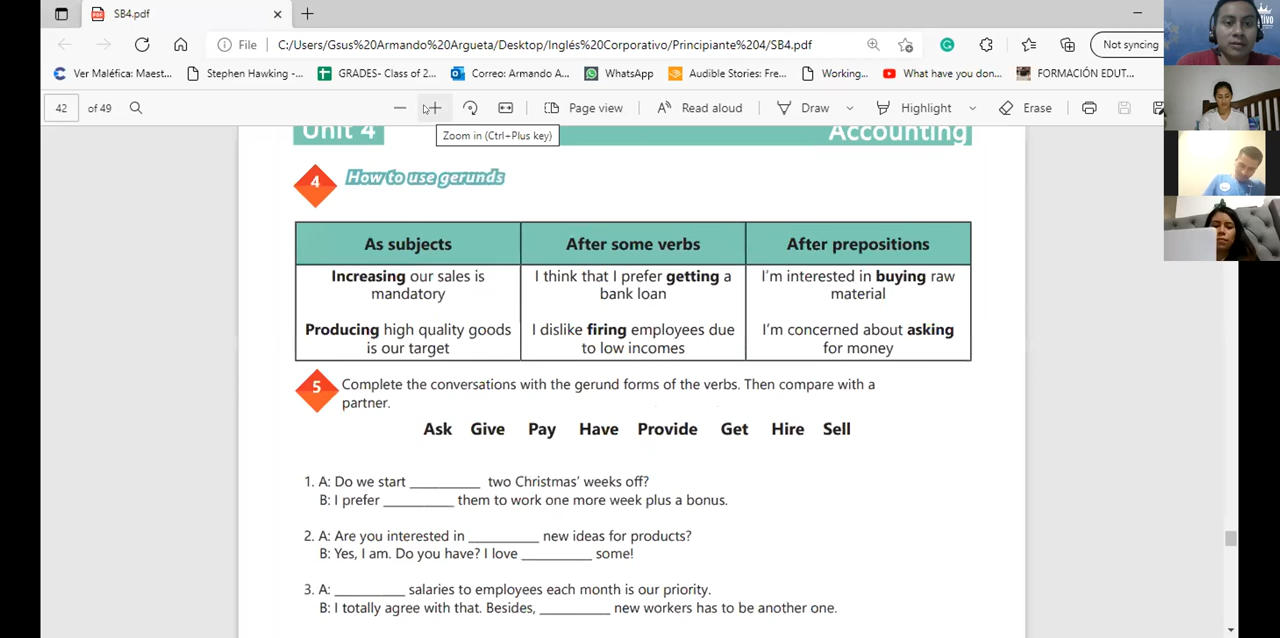 SB4.pdf
File
C:/Users/Gsus%20Armando%20Argueta/Desktop/Inglés%20Corporativo/Principiante%204/SB4.pdf
Not syncing
Ver Maléfica: Maest...
Stephen Hawking -...
GRADES- Class of 2...
Correo: Armando A...
WhatsApp
Audible Stories: Fre...
Working...
What have you don...
FORMACIÓN EDUT...
42 of 49
Page view
Read aloud
Draw
Highlight
Erase
Zoom in (Ctrl+Plus key)
Unit 4 Accounting
4 How to use gerunds
As subjects After some verbs After prepositions
Increasing our sales is mandatory
I think that I prefer getting a bank loan
I'm interested in buying raw material
Producing high quality goods is our target
I dislike firing employees due to low incomes
I'm concerned about asking for money
5 Complete the conversations with the gerund forms of the verbs. Then compare with a
partner.
Ask Give Pay Have Provide Get Hire Sell
1. A: Do we start __________ two Christmas' weeks off?
B: I prefer __________ them to work one more week plus a bonus.
2. A: Are you interested in __________ new ideas for products?
B: Yes, I am. Do you have? I love __________ some!
3. A: __________ salaries to employees each month is our priority.
B: I totally agree with that. Besides, __________ new workers has to be another one.